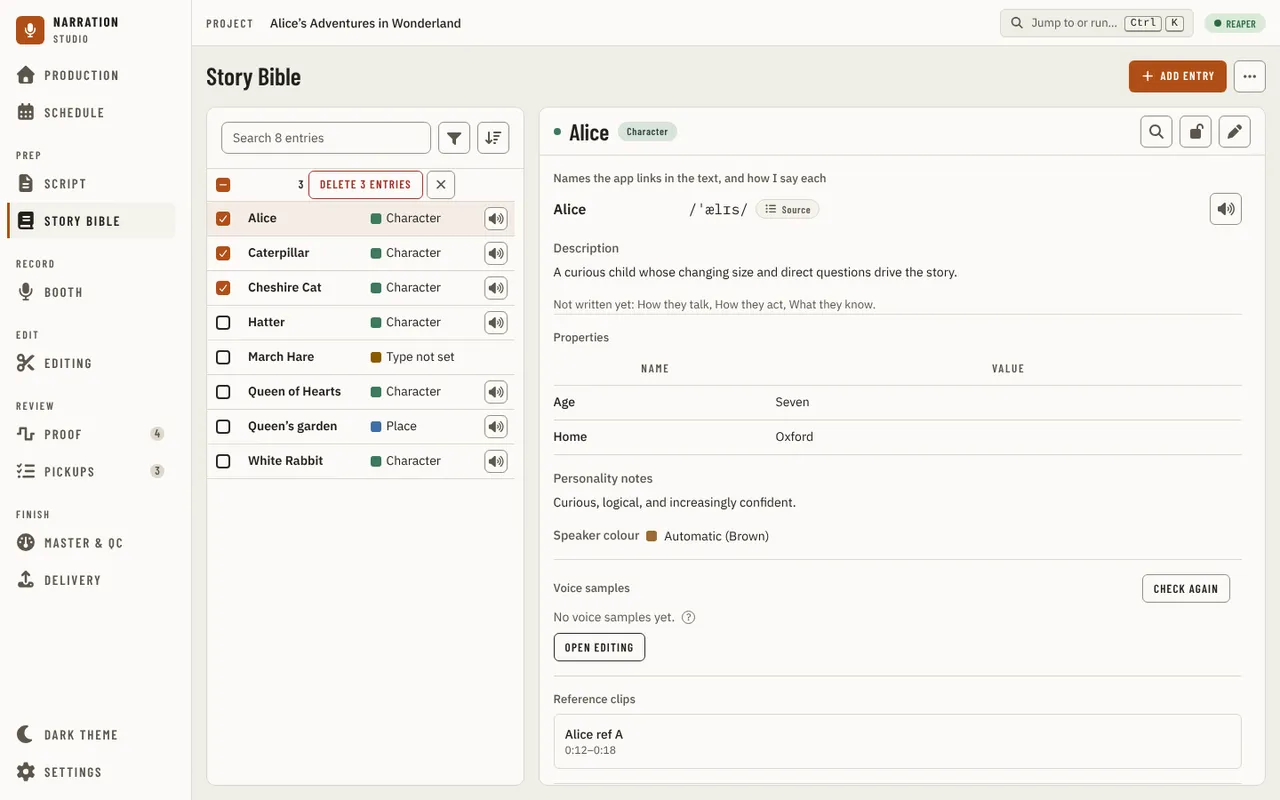 NARRATION
STUDIO
PRODUCTION
SCHEDULE
PREP
SCRIPT
STORY BIBLE
RECORD
BOOTH
EDIT
EDITING
REVIEW
PROOF 4
PICKUPS 3
FINISH
MASTER & QC
DELIVERY
DARK THEME
SETTINGS
PROJECT Alice’s Adventures in Wonderland
Jump to or run… Ctrl K
REAPER
Story Bible
ADD ENTRY
Search 8 entries
3 DELETE 3 ENTRIES
Alice Character
Caterpillar Character
Cheshire Cat Character
Hatter Character
March Hare Type not set
Queen of Hearts Character
Queen’s garden Place
White Rabbit Character
Alice Character
Names the app links in the text, and how I say each
Alice /ˈælɪs/ Source
Description
A curious child whose changing size and direct questions drive the story.
Not written yet: How they talk, How they act, What they know.
Properties
NAME VALUE
Age Seven
Home Oxford
Personality notes
Curious, logical, and increasingly confident.
Speaker colour Automatic (Brown)
Voice samples CHECK AGAIN
No voice samples yet. ?
OPEN EDITING
Reference clips
Alice ref A
0:12–0:18